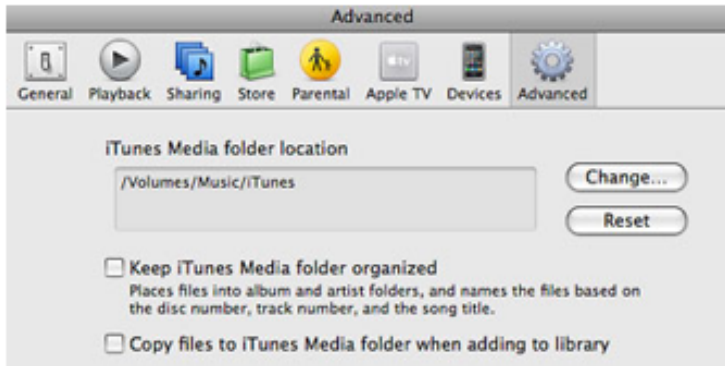 Advanced
General Playback Sharing Store Parental Apple TV Devices Advanced
iTunes Media folder location
/Volumes/Music/iTunes
Change...
Reset
Keep iTunes Media folder organized
Places files into album and artist folders, and names the files based on
the disc number, track number, and the song title.
Copy files to iTunes Media folder when adding to library